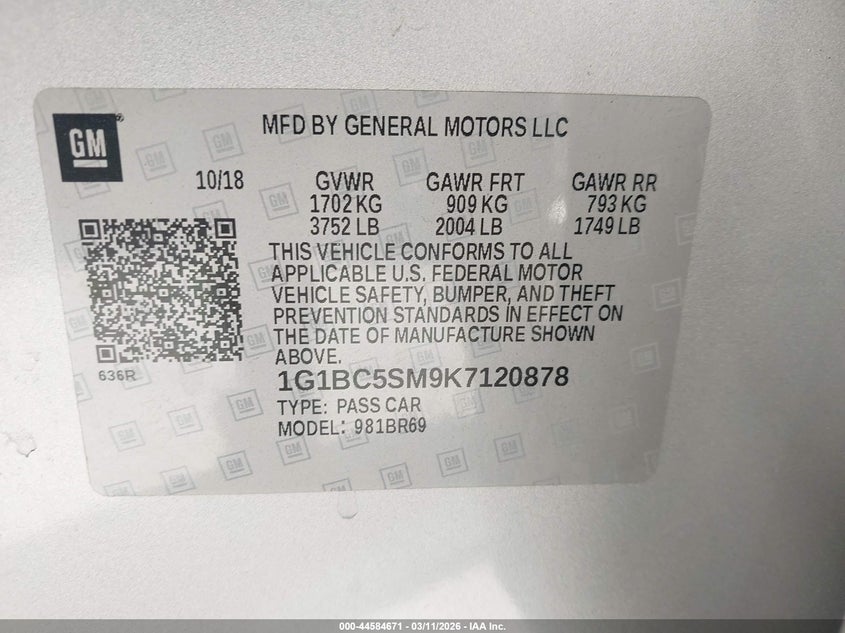 GM
MFD BY GENERAL MOTORS LLC
10/18 GVWR GAWR FRT GAWR RR
1702 KG 909 KG 793 KG
3752 LB 2004 LB 1749 LB
THIS VEHICLE CONFORMS TO ALL
APPLICABLE U.S. FEDERAL MOTOR
VEHICLE SAFETY, BUMPER, AND THEFT
PREVENTION STANDARDS IN EFFECT ON
THE DATE OF MANUFACTURE SHOWN
ABOVE.
636R
1G1BC5SM9K7120878
TYPE: PASS CAR
MODEL: 981BR69
000-44584671 - 03/11/2026 - IAA Inc.